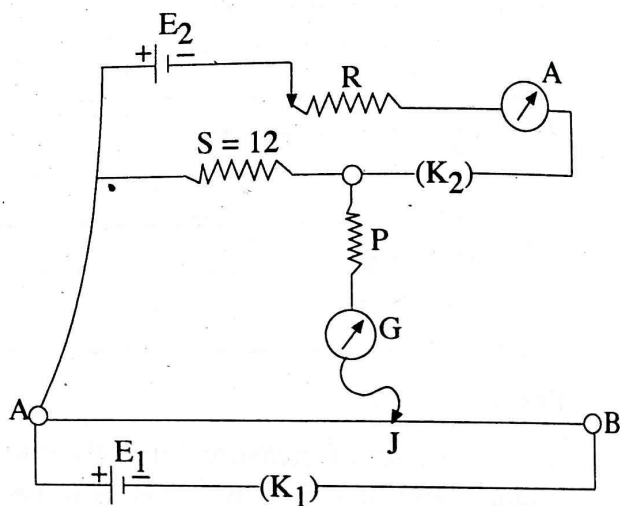 E2
+ −
R
A
S = 12
(K2)
P
G
A
B
J
E1
+ −
(K1)